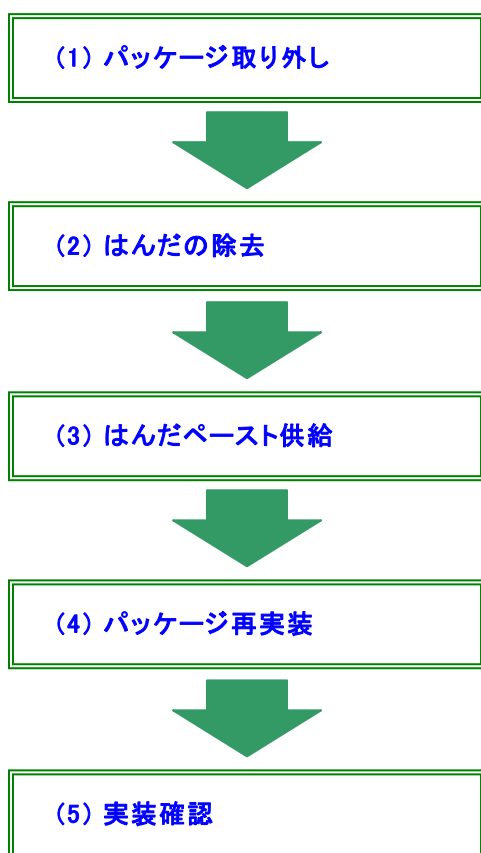 (1) パッケージ取り外し
(2) はんだの除去
(3) はんだペースト供給
(4) パッケージ再実装
(5) 実装確認